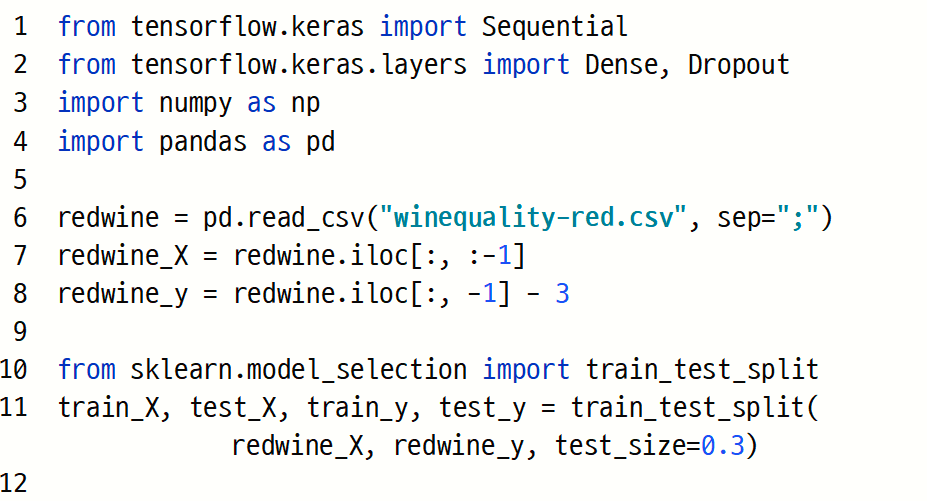 1 from tensorflow.keras import Sequential
2 from tensorflow.keras.layers import Dense, Dropout
3 import numpy as np
4 import pandas as pd
5
6 redwine = pd.read_csv("winequality-red.csv", sep=";")
7 redwine_X = redwine.iloc[:, :-1]
8 redwine_y = redwine.iloc[:, -1] - 3
9
10 from sklearn.model_selection import train_test_split
11 train_X, test_X, train_y, test_y = train_test_split(
redwine_X, redwine_y, test_size=0.3)
12